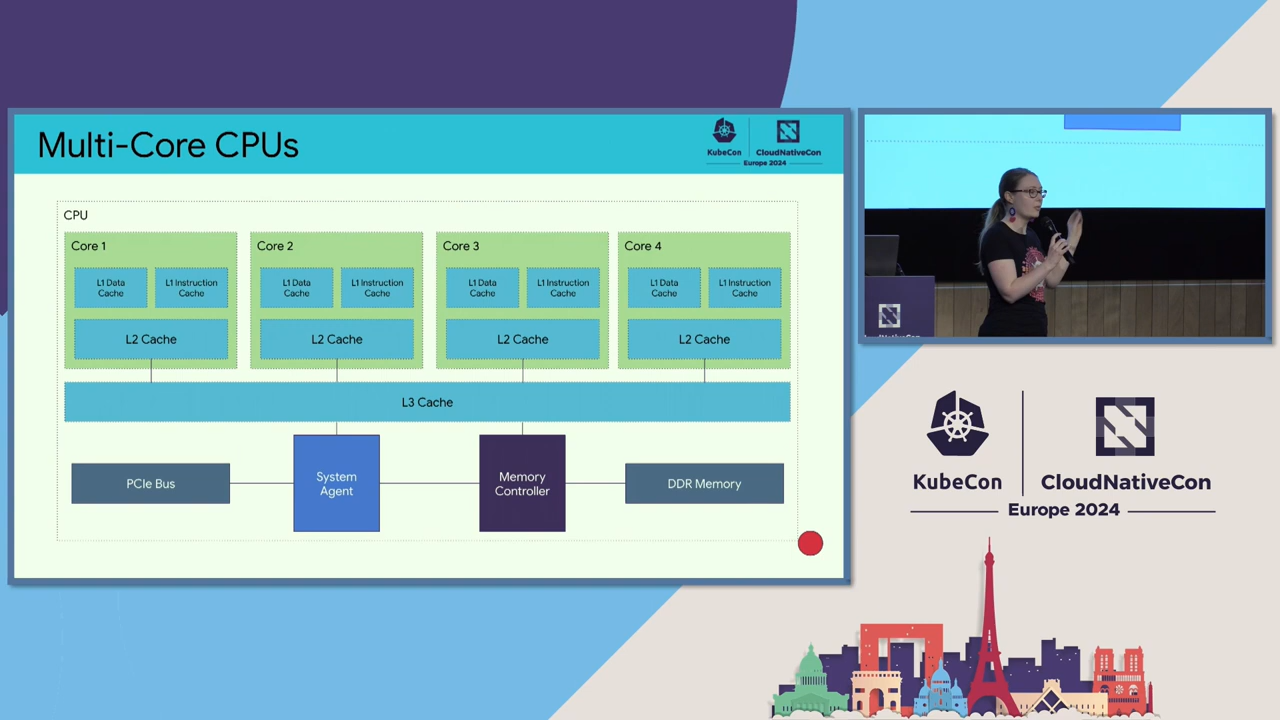 Multi-Core CPUs
KubeCon
CloudNativeCon
Europe 2024
CPU
Core 1
L1 Data
Cache
L1 Instruction
Cache
L2 Cache
Core 2
L1 Data
Cache
L1 Instruction
Cache
L2 Cache
Core 3
L1 Data
Cache
L1 Instruction
Cache
L2 Cache
Core 4
L1 Data
Cache
L1 Instruction
Cache
L2 Cache
L3 Cache
PCIe Bus
System
Agent
Memory
Controller
DDR Memory
KubeCon
CloudNativeCon
Europe 2024